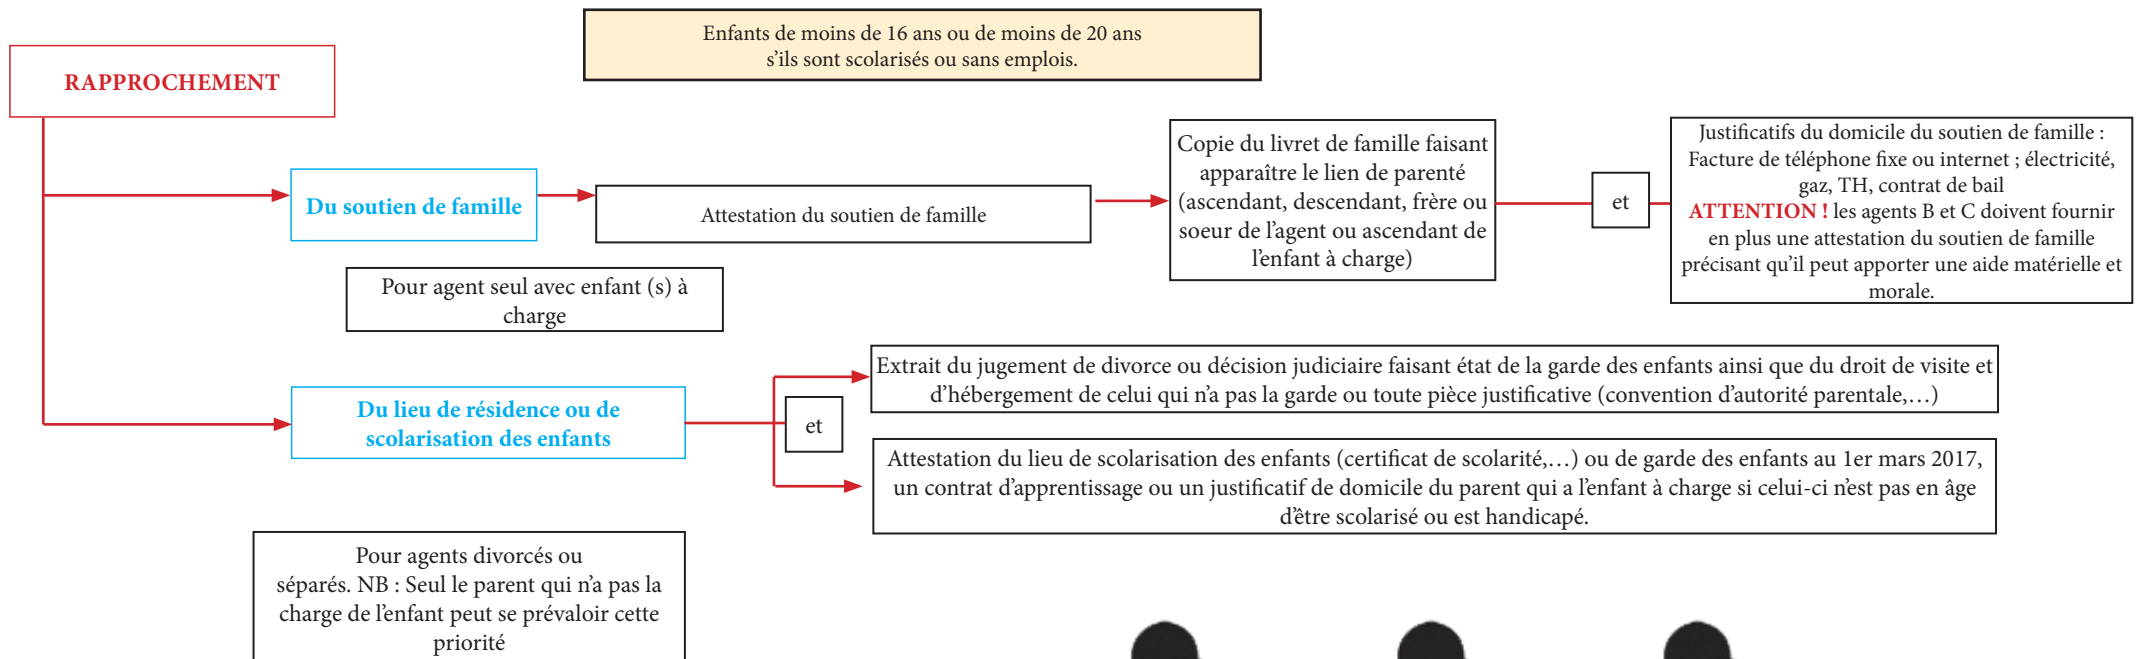 Enfants de moins de 16 ans ou de moins de 20 ans
s'ils sont scolarisés ou sans emplois.
RAPPROCHEMENT
Du soutien de famille
Attestation du soutien de famille
Copie du livret de famille faisant
apparaître le lien de parenté
(ascendant, descendant, frère ou
soeur de l'agent ou ascendant de
l'enfant à charge)
et
Justificatifs du domicile du soutien de famille :
Facture de téléphone fixe ou internet ; électricité,
gaz, TH, contrat de bail
ATTENTION ! les agents B et C doivent fournir
en plus une attestation du soutien de famille
précisant qu'il peut apporter une aide matérielle et
morale.
Pour agent seul avec enfant (s) à
charge
Du lieu de résidence ou de
scolarisation des enfants
et
Extrait du jugement de divorce ou décision judiciaire faisant état de la garde des enfants ainsi que du droit de visite et
d'hébergement de celui qui n'a pas la garde ou toute pièce justificative (convention d'autorité parentale,…)
Attestation du lieu de scolarisation des enfants (certificat de scolarité,…) ou de garde des enfants au 1er mars 2017,
un contrat d'apprentissage ou un justificatif de domicile du parent qui a l'enfant à charge si celui-ci n'est pas en âge
d'être scolarisé ou est handicapé.
Pour agents divorcés ou
séparés. NB : Seul le parent qui n'a pas la
charge de l'enfant peut se prévaloir cette
priorité